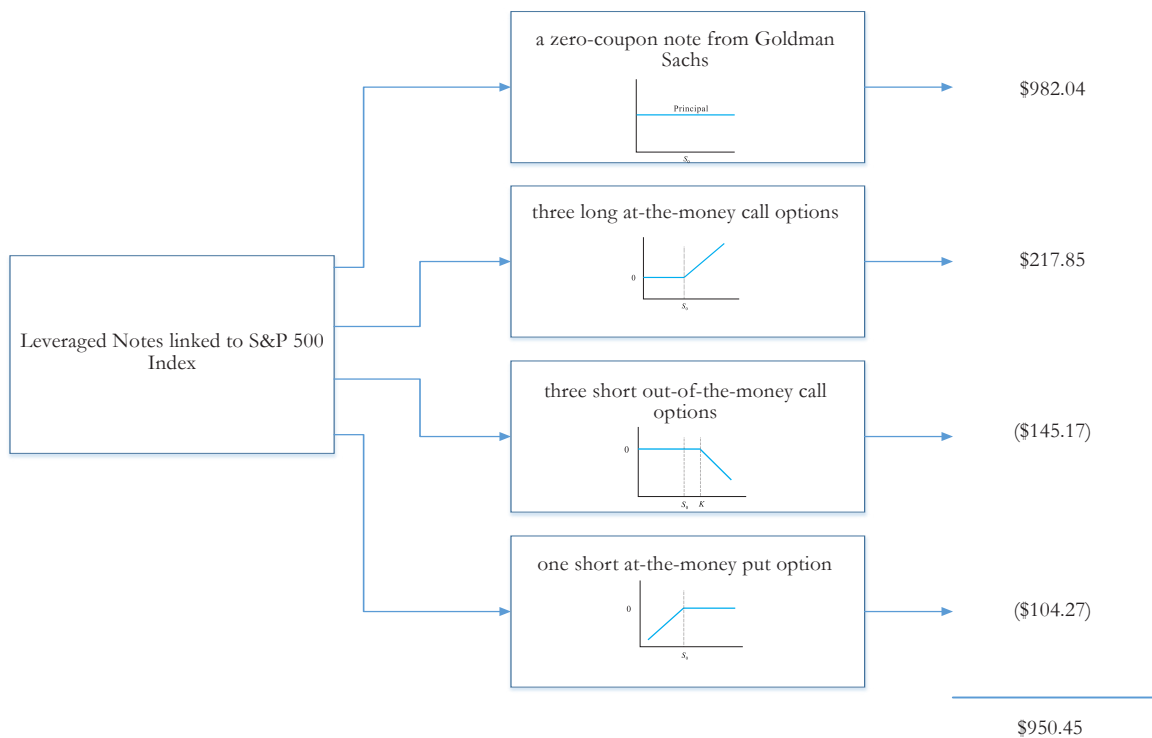 a zero-coupon note from Goldman
Sachs
Principal
S₀
$982.04
three long at-the-money call options
0
S₀
$217.85
Leveraged Notes linked to S&P 500
Index
three short out-of-the-money call
options
0
S₀ K
($145.17)
one short at-the-money put option
0
S₀
($104.27)
$950.45